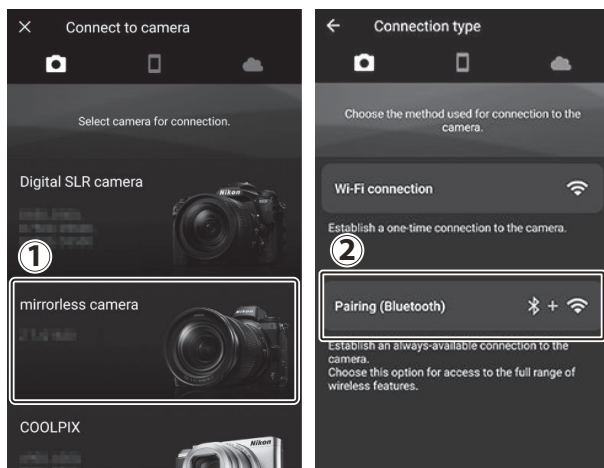 Connect to camera
Select camera for connection.
Digital SLR camera
Nikon
1
mirrorless camera
COOLPIX
Nikon
Connection type
Choose the method used for connection to the
camera.
Wi-Fi connection
Establish a one-time connection to the camera.
2
Pairing (Bluetooth)
+
Establish an always-available connection to the
camera.
Choose this option for access to the full range of
wireless features.